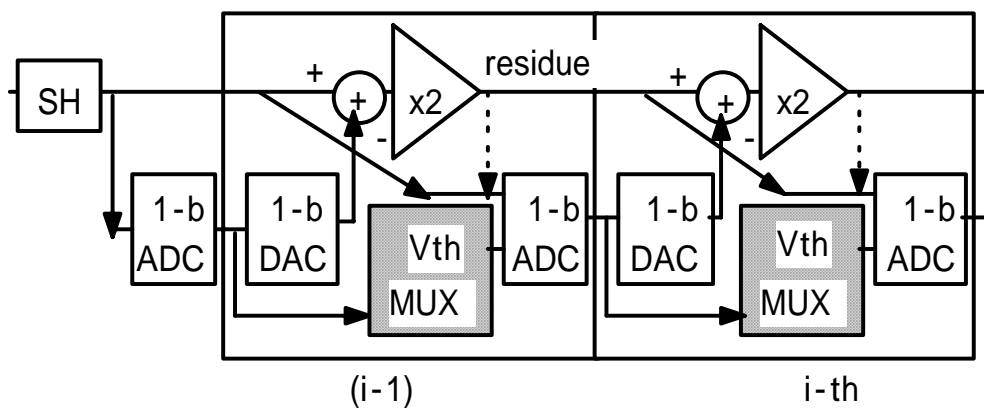 residue
+
+
SH
+
x2
+
x2
-
-
1-b
ADC
1-b
DAC
Vth
MUX
1-b
ADC
1-b
DAC
Vth
MUX
1-b
ADC
(i-1)
i-th